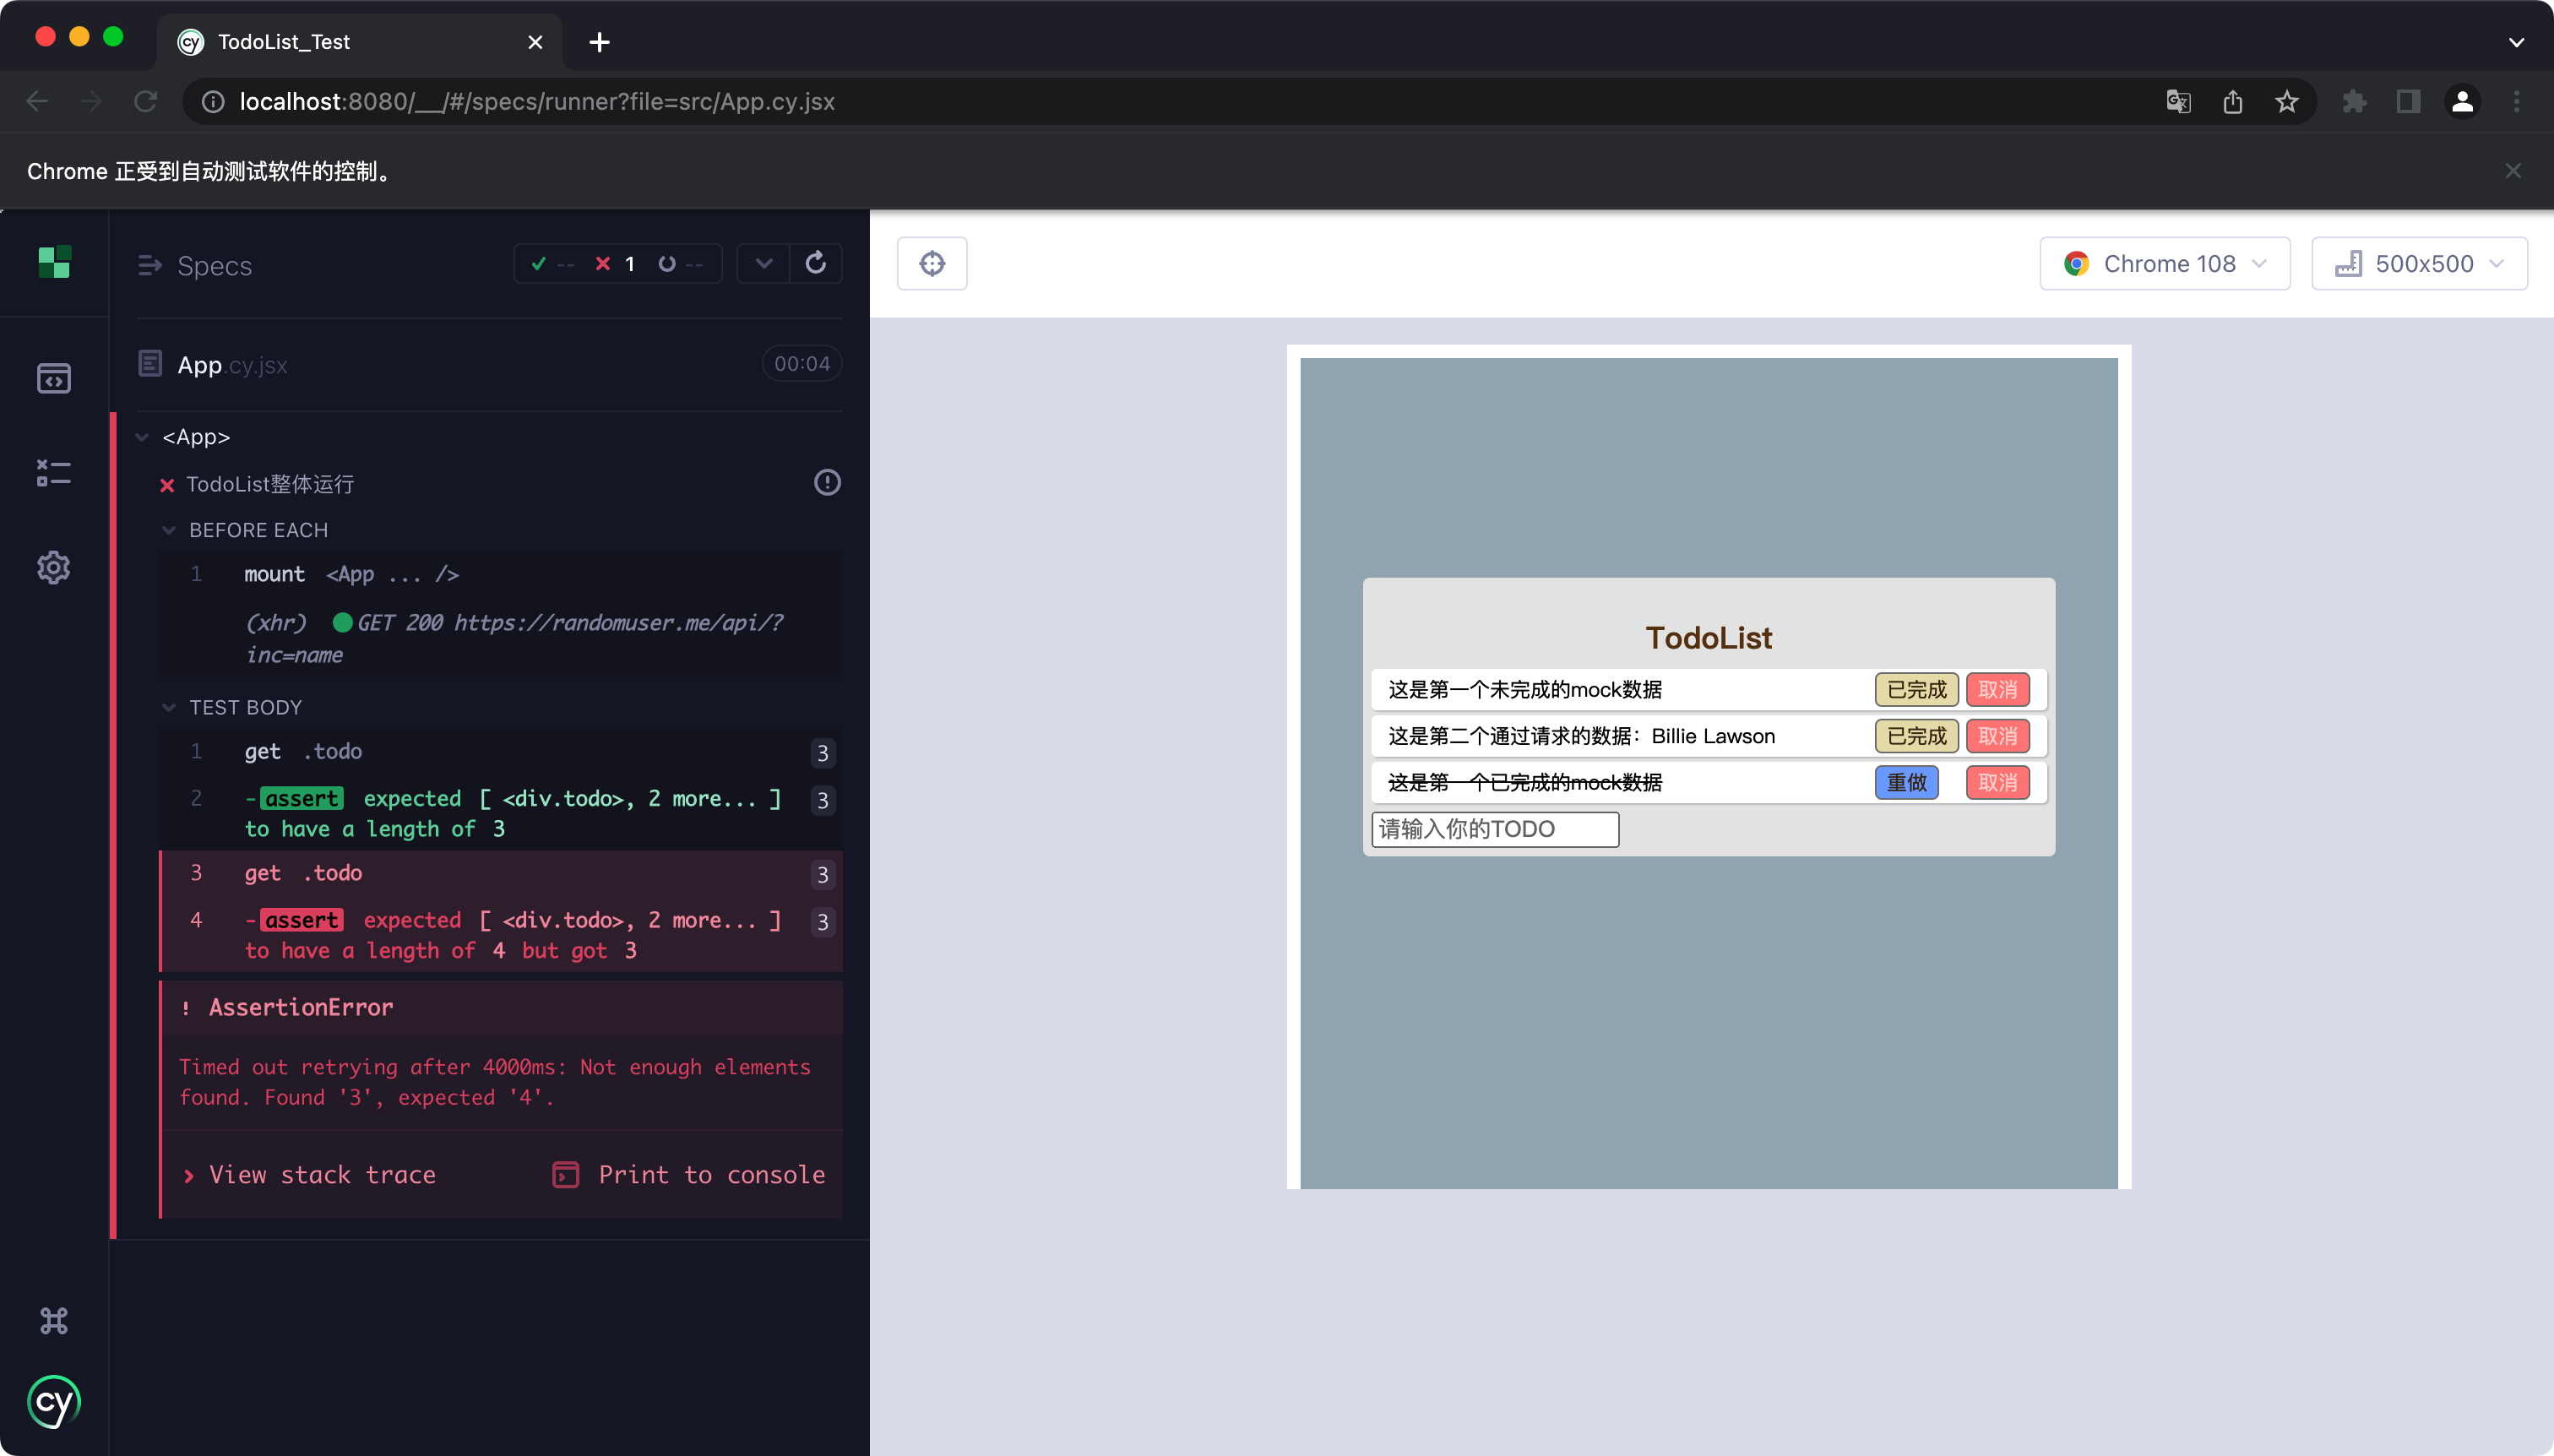 TodoList_Test
localhost:8080/__/#/specs/runner?file=src/App.cy.jsx
Chrome 正受到自动测试软件的控制。
Specs
-- 1 --
Chrome 108
500x500
App.cy.jsx
00:04
<App>
TodoList整体运行
BEFORE EACH
1 mount <App ... />
(xhr) GET 200 https://randomuser.me/api/?
inc=name
TEST BODY
1 get .todo 3
2 -assert expected [ <div.todo>, 2 more... ] 3
to have a length of 3
3 get .todo 3
4 -assert expected [ <div.todo>, 2 more... ] 3
to have a length of 4 but got 3
! AssertionError
Timed out retrying after 4000ms: Not enough elements
found. Found '3', expected '4'.
View stack trace
Print to console
cy
TodoList
这是第一个未完成的mock数据 已完成 取消
这是第二个通过请求的数据：Billie Lawson 已完成 取消
这是第一个已完成的mock数据 重做 取消
请输入你的TODO